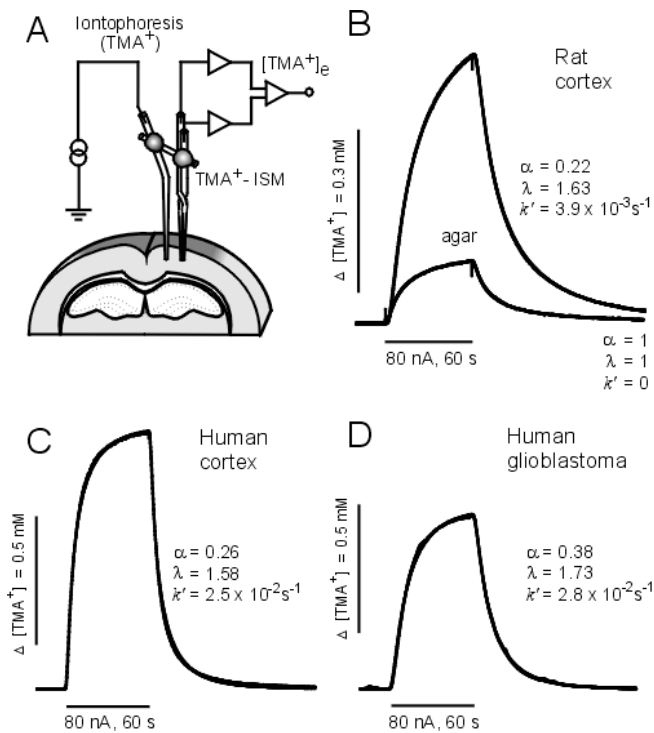 A
Iontophoresis
(TMA⁺)
[TMA⁺]e
TMA⁺- ISM
B
Rat
cortex
Δ [TMA⁺] = 0.3 mM
α = 0.22
λ = 1.63
k′ = 3.9 x 10⁻³s⁻¹
agar
80 nA, 60 s
α = 1
λ = 1
k′ = 0
C
Human
cortex
Δ [TMA⁺] = 0.5 mM
α = 0.26
λ = 1.58
k′ = 2.5 x 10⁻²s⁻¹
80 nA, 60 s
D
Human
glioblastoma
Δ [TMA⁺] = 0.5 mM
α = 0.38
λ = 1.73
k′ = 2.8 x 10⁻²s⁻¹
80 nA, 60 s